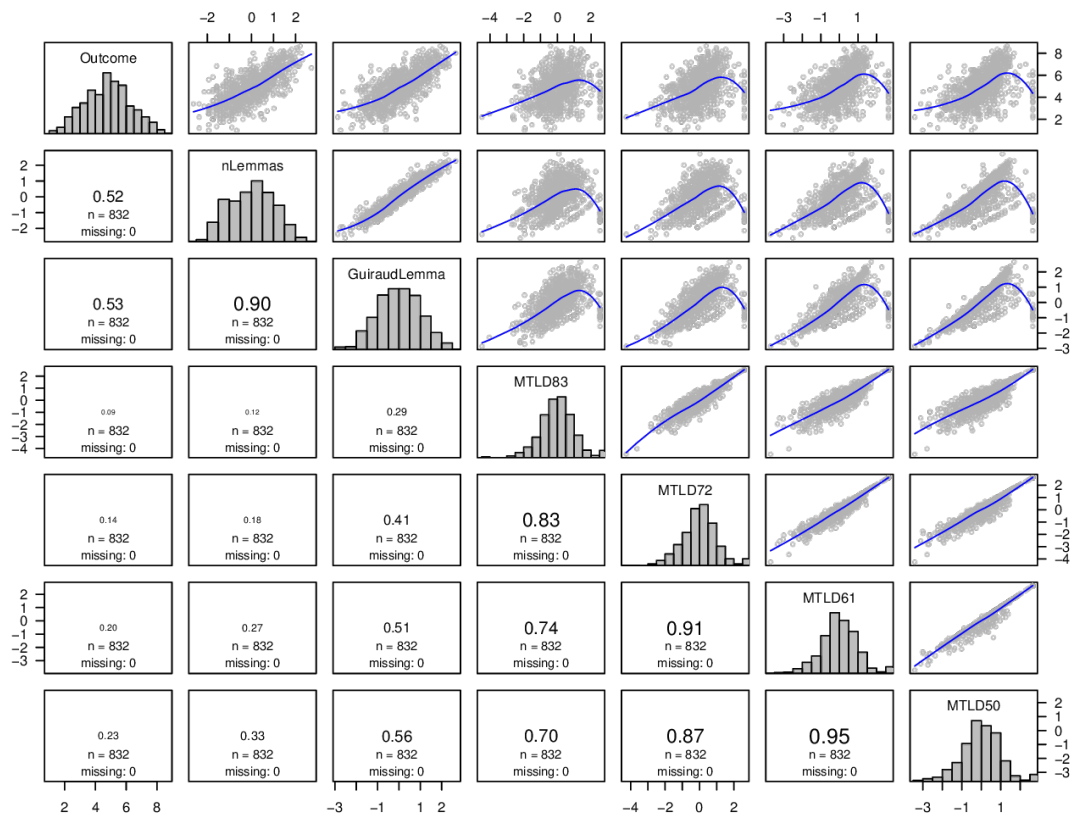 −2 0 1 2
−4 −2 0 2
−3 −1 1
Outcome
2 4 6 8
−2 −1 0 1 2
0.52
n = 832
missing: 0
nLemmas
0.53
n = 832
missing: 0
0.90
n = 832
missing: 0
GuiraudLemma
−3 −2 −1 0 1 2
−4 −3 −2 −1 0 1 2
0.09
n = 832
missing: 0
0.12
n = 832
missing: 0
0.29
n = 832
missing: 0
MTLD83
0.14
n = 832
missing: 0
0.18
n = 832
missing: 0
0.41
n = 832
missing: 0
0.83
n = 832
missing: 0
MTLD72
−4 −3 −2 −1 0 1 2
−3 −2 −1 0 1 2
0.20
n = 832
missing: 0
0.27
n = 832
missing: 0
0.51
n = 832
missing: 0
0.74
n = 832
missing: 0
0.91
n = 832
missing: 0
MTLD61
0.23
n = 832
missing: 0
0.33
n = 832
missing: 0
0.56
n = 832
missing: 0
0.70
n = 832
missing: 0
0.87
n = 832
missing: 0
0.95
n = 832
missing: 0
MTLD50
−3 −2 −1 0 1 2
2 4 6 8
−3 −1 0 1
−4 −2 0 2
−3 −1 1